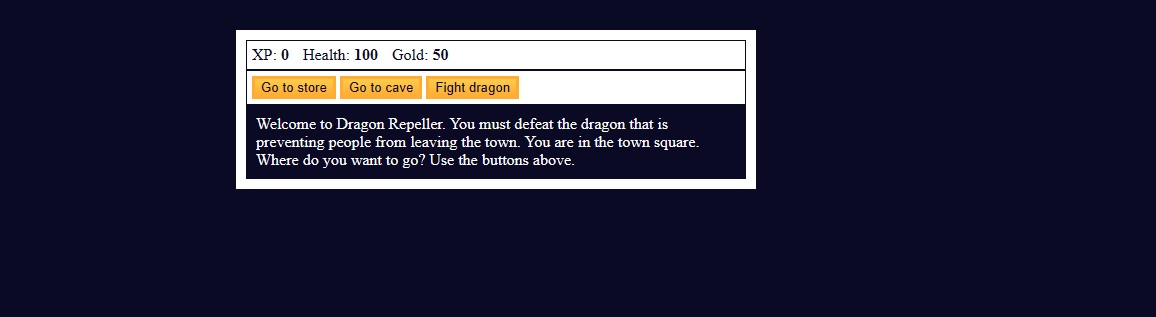 XP: 0 Health: 100 Gold: 50
Go to store Go to cave Fight dragon
Welcome to Dragon Repeller. You must defeat the dragon that is
preventing people from leaving the town. You are in the town square.
Where do you want to go? Use the buttons above.